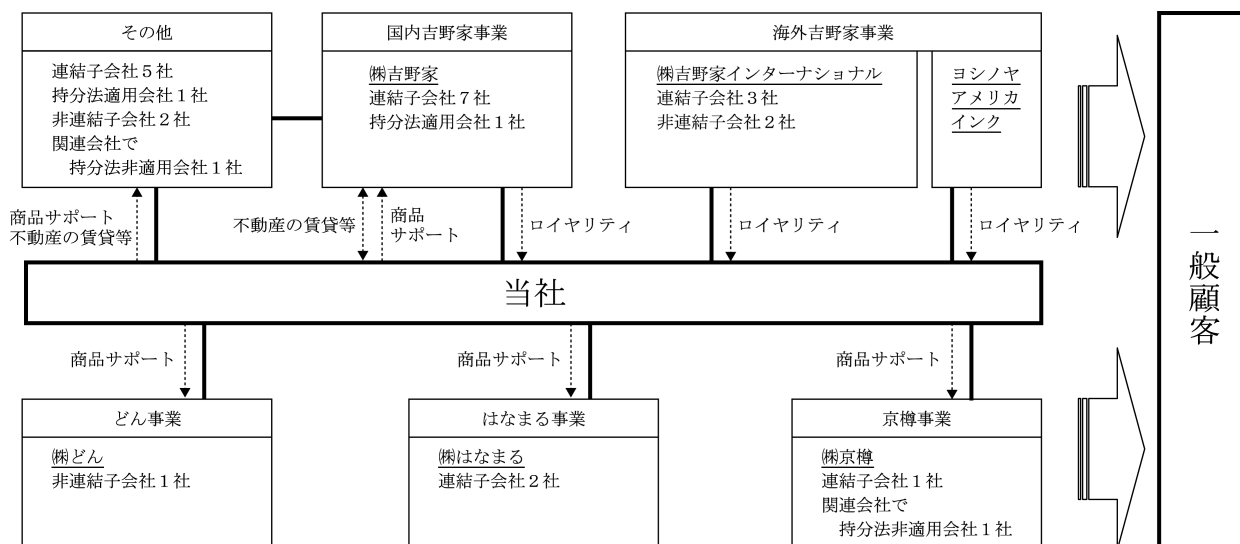 その他
連結子会社５社
持分法適用会社１社
非連結子会社２社
関連会社で
持分法非適用会社１社
国内吉野家事業
㈱吉野家
連結子会社７社
持分法適用会社１社
海外吉野家事業
㈱吉野家インターナショナル
連結子会社３社
非連結子会社２社
ヨシノヤ
アメリカ
インク
商品サポート
不動産の賃貸等
不動産の賃貸等
商品
サポート
ロイヤリティ
ロイヤリティ
ロイヤリティ
当社
一般顧客
商品サポート
商品サポート
商品サポート
どん事業
㈱どん
非連結子会社１社
はなまる事業
㈱はなまる
連結子会社２社
京樽事業
㈱京樽
連結子会社１社
関連会社で
持分法非適用会社１社